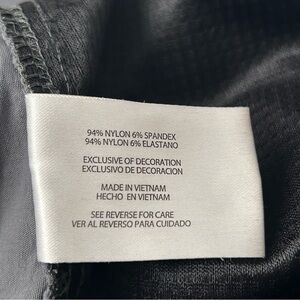 94% NYLON 6% SPANDEX
94% NYLON 6% ELASTANO
EXCLUSIVE OF DECORATION
EXCLUSIVO DE DECORACION
MADE IN VIETNAM
HECHO EN VIETNAM
SEE REVERSE FOR CARE
VER AL REVERSO PARA CUIDADO